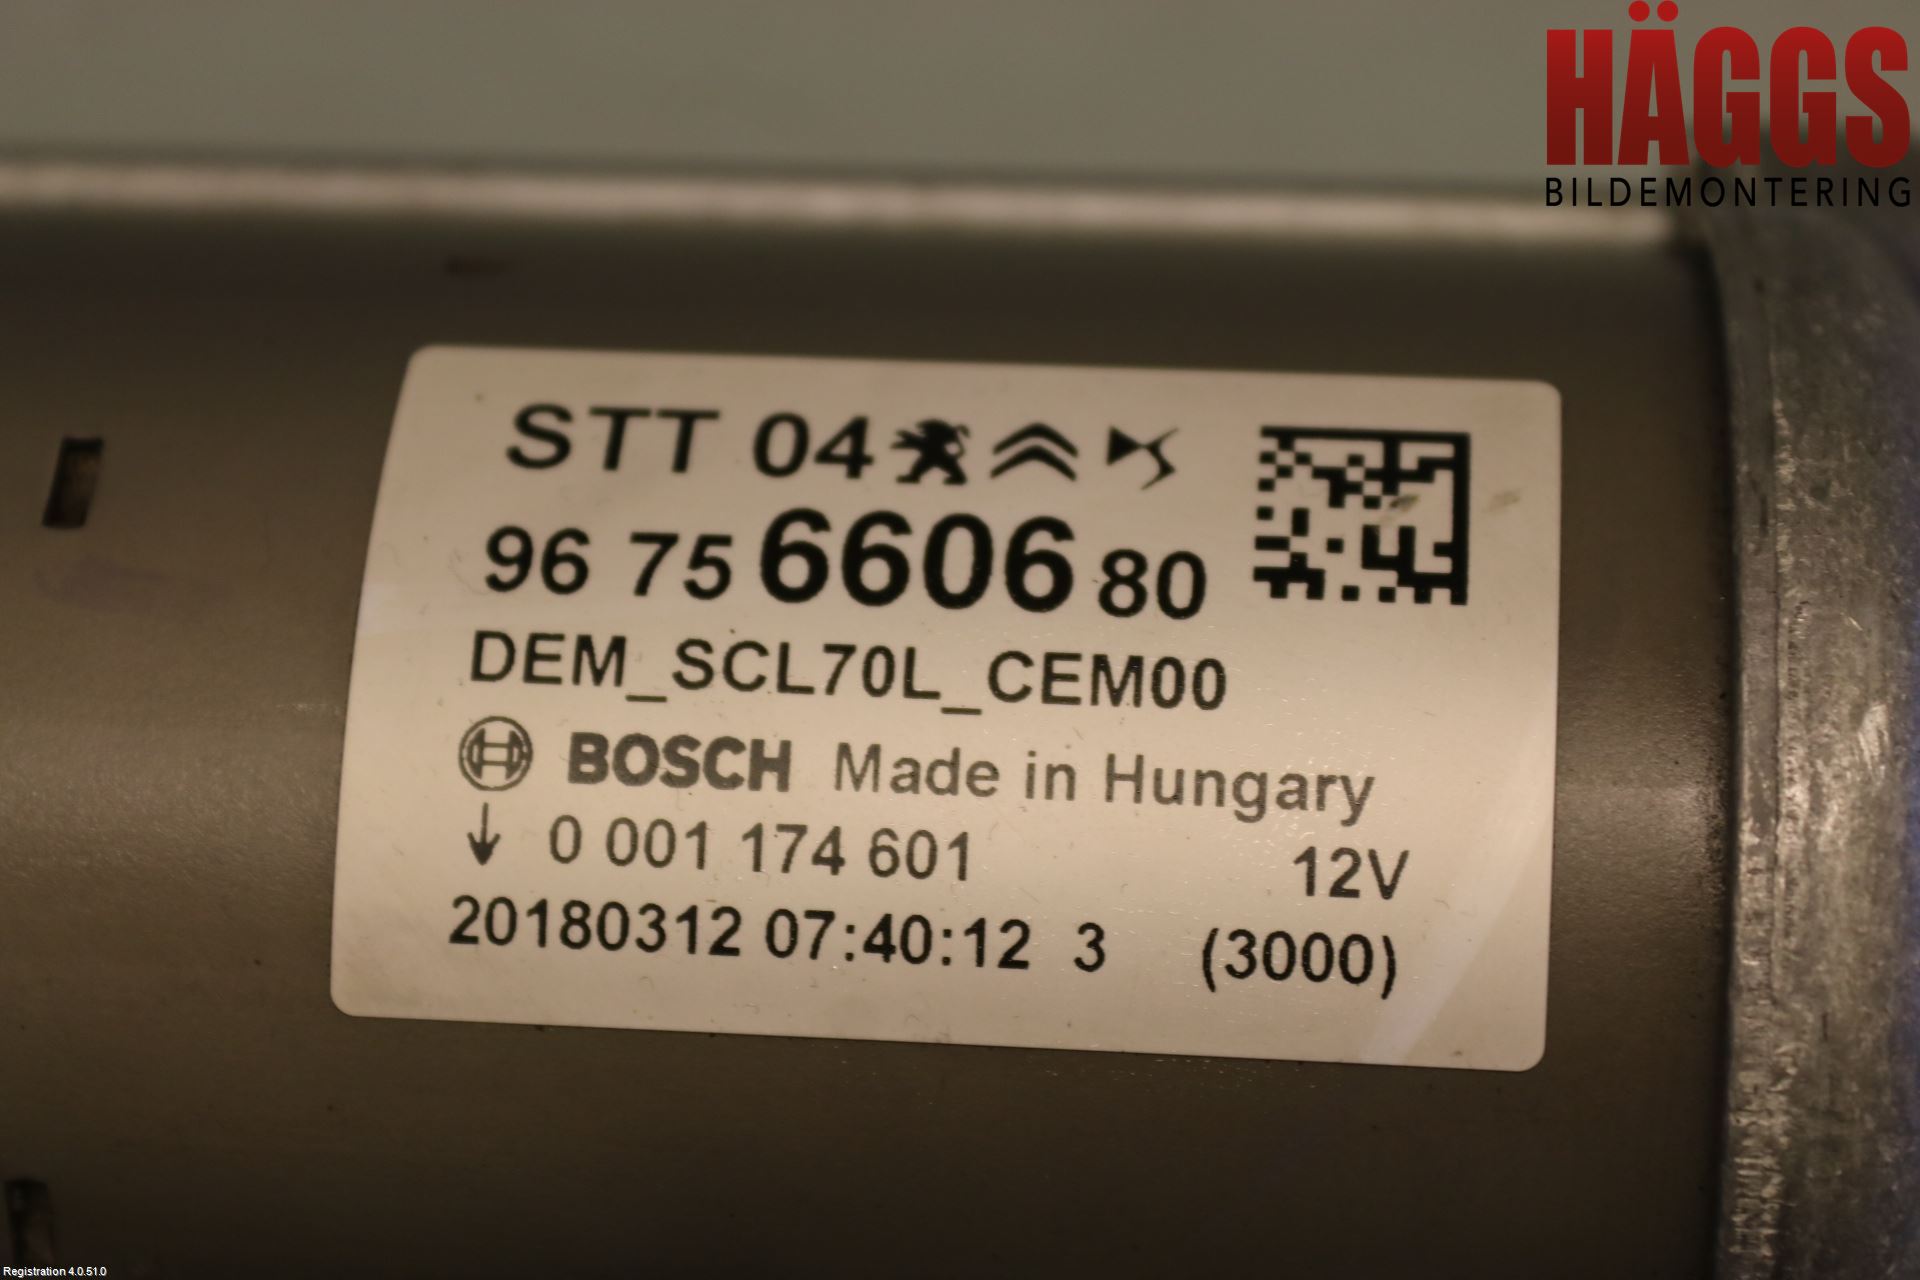 HÄGGS
BILDEMONTERING
STT 04
96 75 6606 80
DEM_SCL70L_CEM00
BOSCH Made in Hungary
↓ 0 001 174 601 12V
20180312 07:40:12 3 (3000)
Registration 4.0.51.0